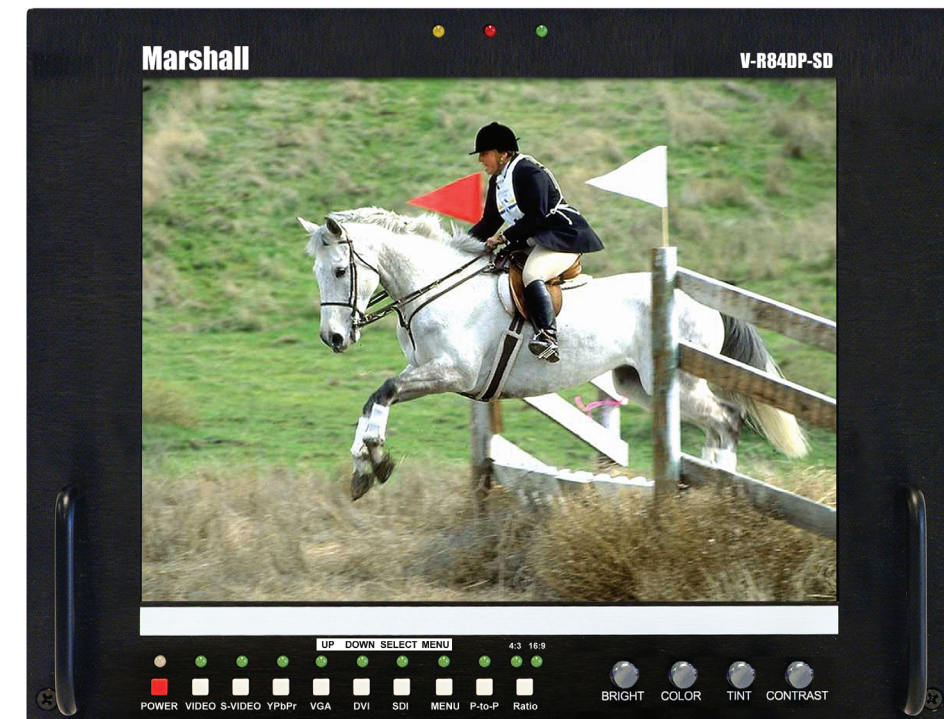 Marshall
V-R84DP-SD
UP DOWN SELECT MENU
4:3 16:9
POWER VIDEO S-VIDEO YPbPr VGA DVI SDI MENU P-to-P Ratio
BRIGHT COLOR TINT CONTRAST